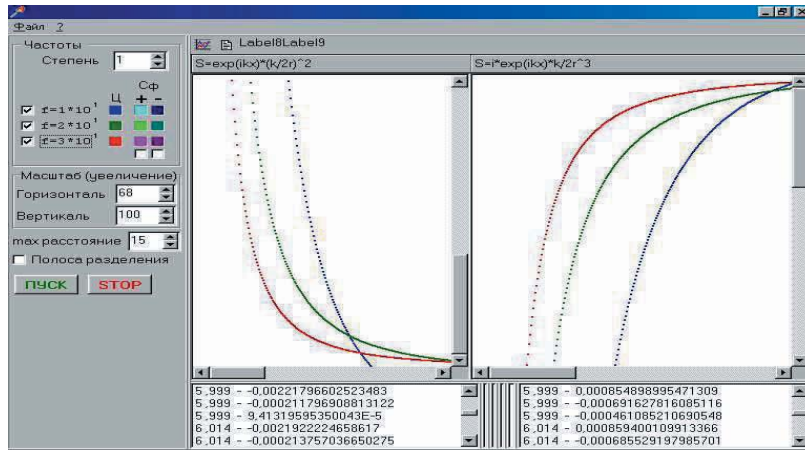 Файл ?
Частоты
Степень 1
Сф
Ц + -
f=1*10 1
f=2*10 1
f=3*10 1
Масштаб (увеличение)
Горизонталь 68
Вертикаль 100
max расстояние 15
Полоса разделения
ПУСК STOP
Label8Label9
S=exp(ikx)*(k/2r)^2
S=i*exp(ikx)*k/2r^3
5,999 - -0,00221796602523483
5,999 - -0,000211796908813122
5,999 - 9,41319595350043E-5
6,014 - -0,0021922224658617
6,014 - -0,000213757036650275
5,999 - 0,000854898995471309
5,999 - -0,000691627816085116
5,999 - -0,000461085210690548
6,014 - 0,000859400109913366
6,014 - -0,000685529197985701